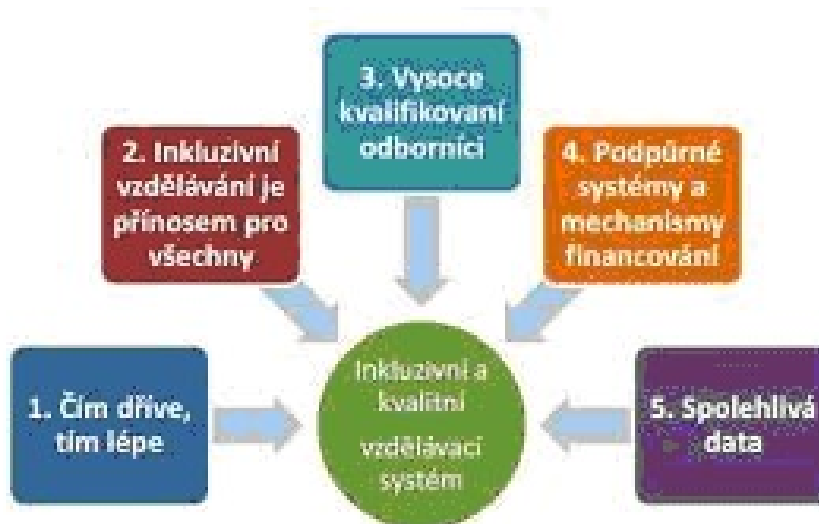 1. Čím dříve,
tím lépe
2. Inkluzivní
vzdělávání je
přínosem pro
všechny
3. Vysoce
kvalifikovaní
odborníci
4. Podpůrné
systémy a
mechanismy
financování
5. Spolehlivá
data
Inkluzivní a
kvalitní
vzdělávací
systém